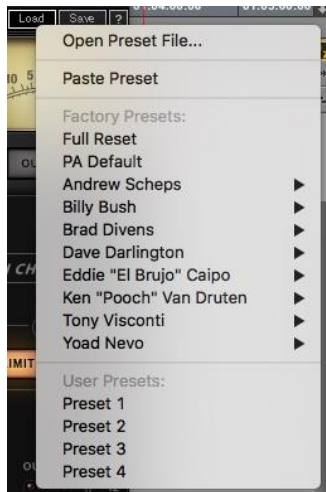 Load Save ?
Open Preset File...
10 5
Paste Preset
Factory Presets:
Full Reset
PA Default
Andrew Scheps
Billy Bush
Brad Divens
Dave Darlington
Eddie "El Brujo" Caipo
Ken "Pooch" Van Druten
Tony Visconti
Yoad Nevo
User Presets:
Preset 1
Preset 2
Preset 3
Preset 4